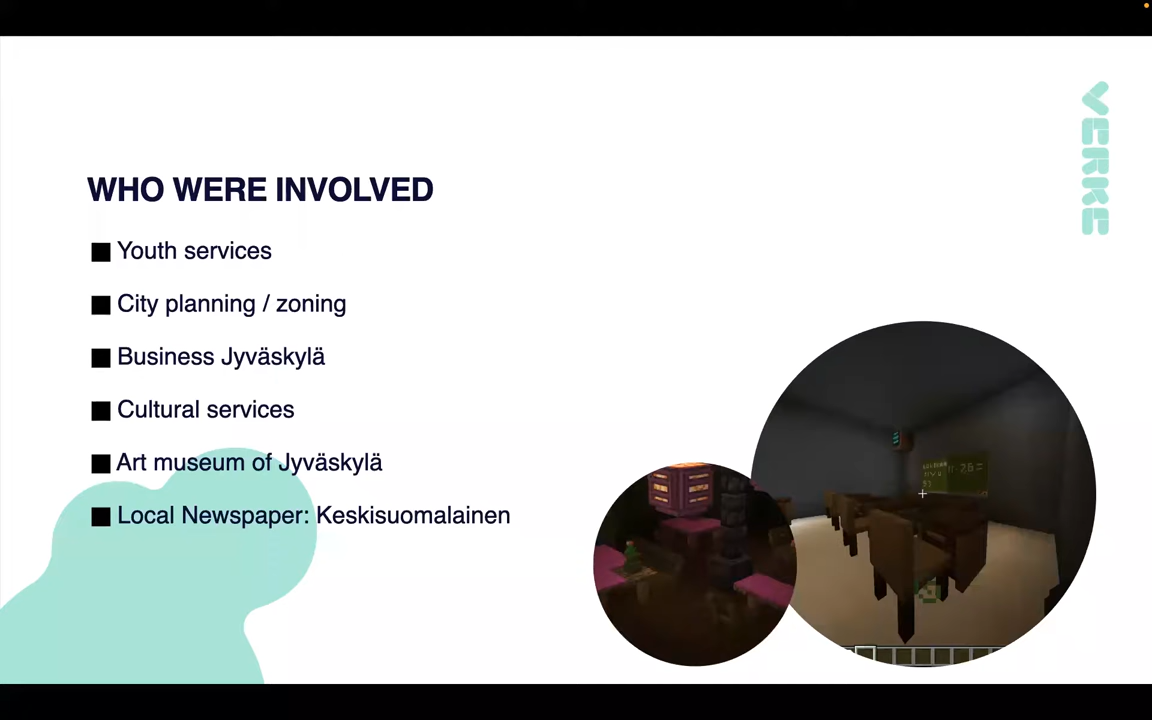 WHO WERE INVOLVED
Youth services
City planning / zoning
Business Jyväskylä
Cultural services
Art museum of Jyväskylä
Local Newspaper: Keskisuomalainen
VERKE